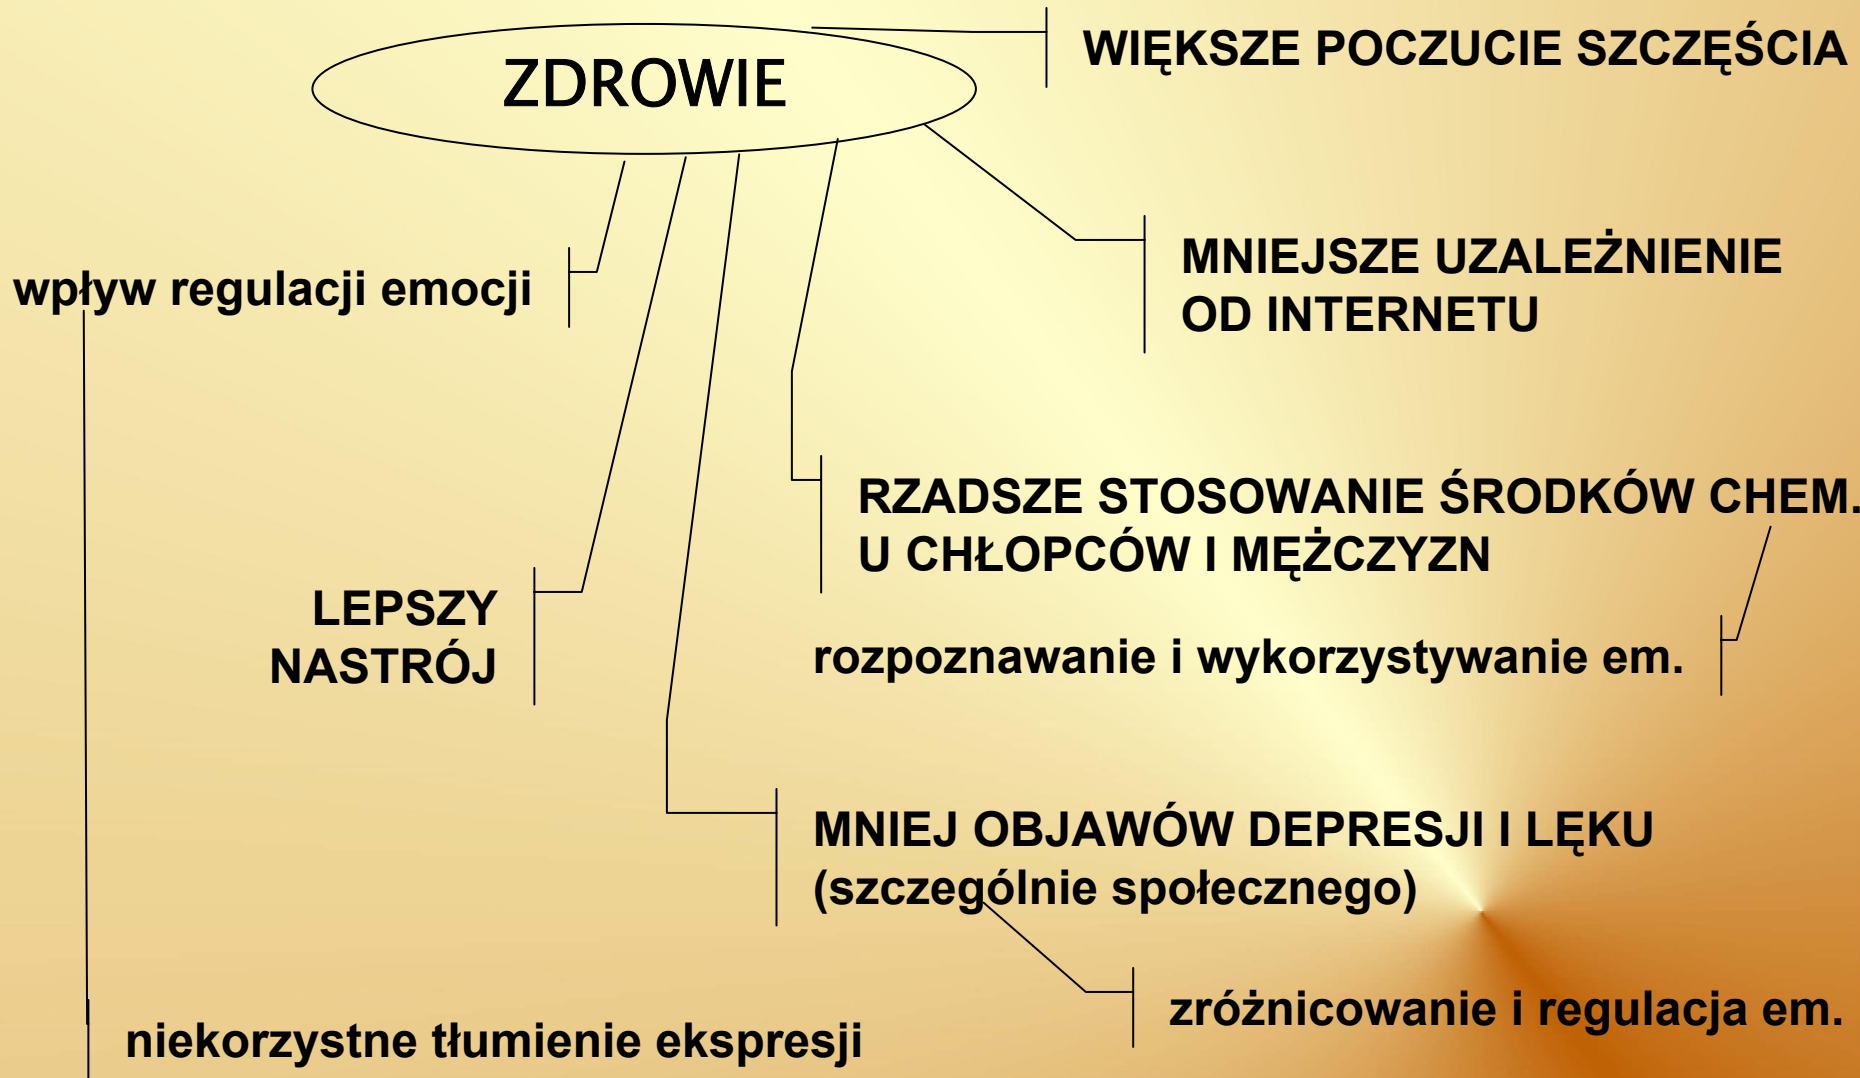 WIĘKSZE POCZUCIE SZCZĘŚCIA
ZDROWIE
MNIEJSZE UZALEŻNIENIE
OD INTERNETU
wpływ regulacji emocji
RZADSZE STOSOWANIE ŚRODKÓW CHEM.
U CHŁOPCÓW I MĘŻCZYZN
LEPSZY
NASTRÓJ
rozpoznawanie i wykorzystywanie em.
MNIEJ OBJAWÓW DEPRESJI I LĘKU
(szczególnie społecznego)
zróżnicowanie i regulacja em.
niekorzystne tłumienie ekspresji